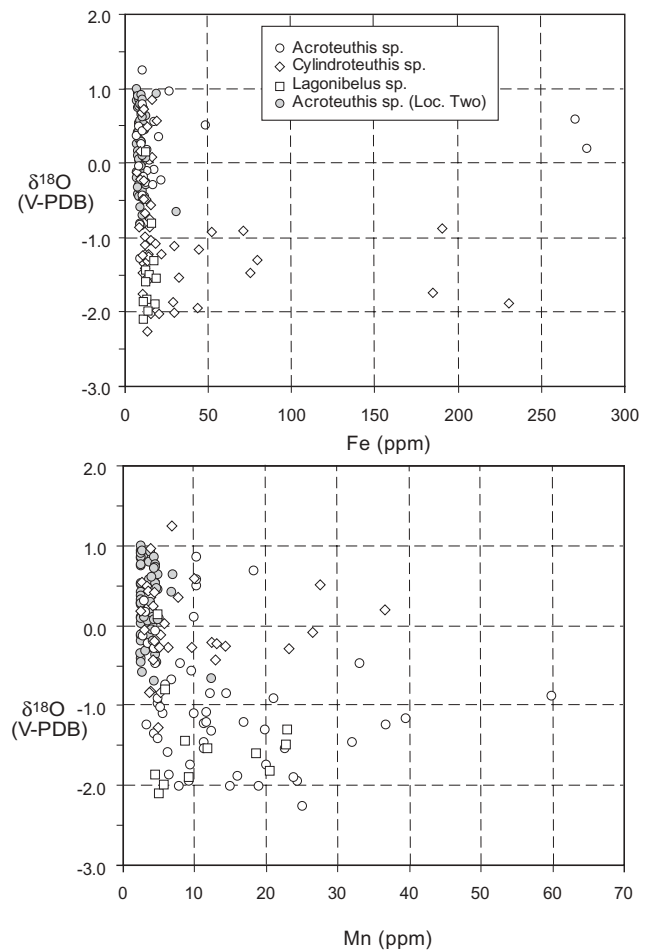 2.0
Acroteuthis sp.
Cylindroteuthis sp.
Lagonibelus sp.
Acroteuthis sp. (Loc. Two)
1.0
0.0
δ18O
(V-PDB)
-1.0
-2.0
-3.0
0 50 100 150 200 250 300
Fe (ppm)
2.0
1.0
0.0
δ18O
(V-PDB)
-1.0
-2.0
-3.0
0 10 20 30 40 50 60 70
Mn (ppm)